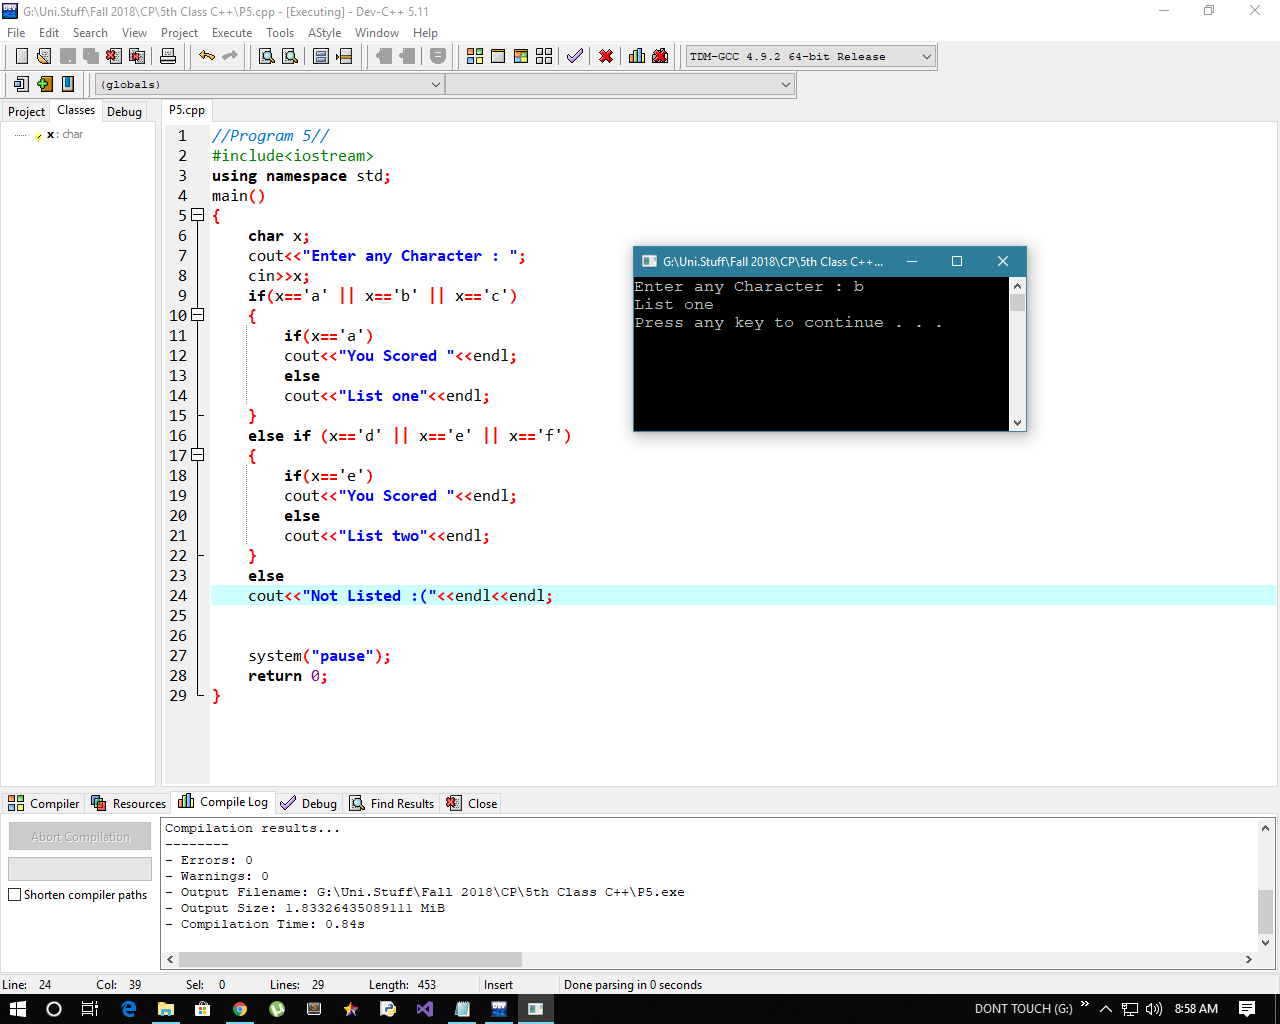 G:\Uni.Stuff\Fall 2018\CP\5th Class C++\P5.cpp - [Executing] - Dev-C++ 5.11
File Edit Search View Project Execute Tools AStyle Window Help
TDM-GCC 4.9.2 64-bit Release
(globals)
Project Classes Debug
P5.cpp
x : char
1 //Program 5//
2 #include<iostream>
3 using namespace std;
4 main()
5 {
6 char x;
7 cout<<"Enter any Character : ";
8 cin>>x;
9 if(x=='a' || x=='b' || x=='c')
10 {
11 if(x=='a')
12 cout<<"You Scored "<<endl;
13 else
14 cout<<"List one"<<endl;
15 }
16 else if (x=='d' || x=='e' || x=='f')
17 {
18 if(x=='e')
19 cout<<"You Scored "<<endl;
20 else
21 cout<<"List two"<<endl;
22 }
23 else
24 cout<<"Not Listed :("<<endl<<endl;
25
26
27 system("pause");
28 return 0;
29 }
G:\Uni.Stuff\Fall 2018\CP\5th Class C++...
Enter any Character : b
List one
Press any key to continue . . .
Compiler Resources Compile Log Debug Find Results Close
Abort Compilation
Shorten compiler paths
Compilation results...
--------
- Errors: 0
- Warnings: 0
- Output Filename: G:\Uni.Stuff\Fall 2018\CP\5th Class C++\P5.exe
- Output Size: 1.83326435089111 MiB
- Compilation Time: 0.84s
Line: 24 Col: 39 Sel: 0 Lines: 29 Length: 453 Insert Done parsing in 0 seconds
DONT TOUCH (G:) 8:58 AM